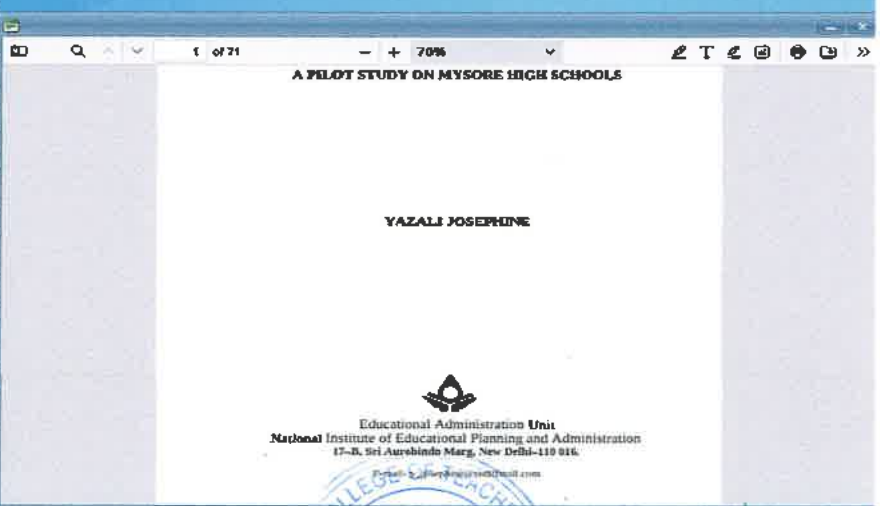 1 of 71
70%
A PILOT STUDY ON MYSORE HIGH SCHOOLS
YAZALI JOSEPHINE
Educational Administration Unit
National Institute of Educational Planning and Administration
17-B, Sri Aurobindo Marg, New Delhi-110 016.